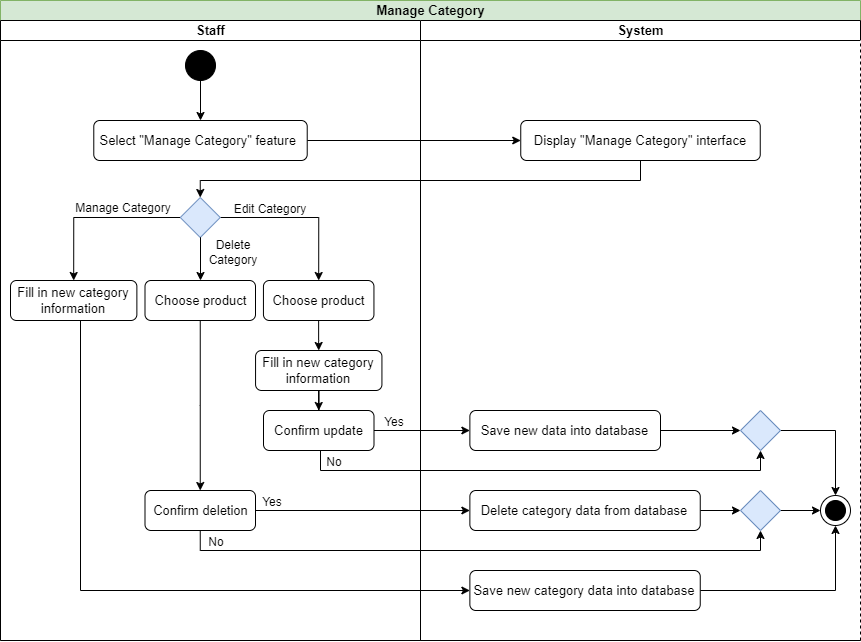 Manage Category
Staff
System
Select "Manage Category" feature
Display "Manage Category" interface
Manage Category
Edit Category
Delete
Category
Fill in new category
information
Choose product
Choose product
Fill in new category
information
Confirm update
Yes
Save new data into database
No
Confirm deletion
Yes
Delete category data from database
No
Save new category data into database